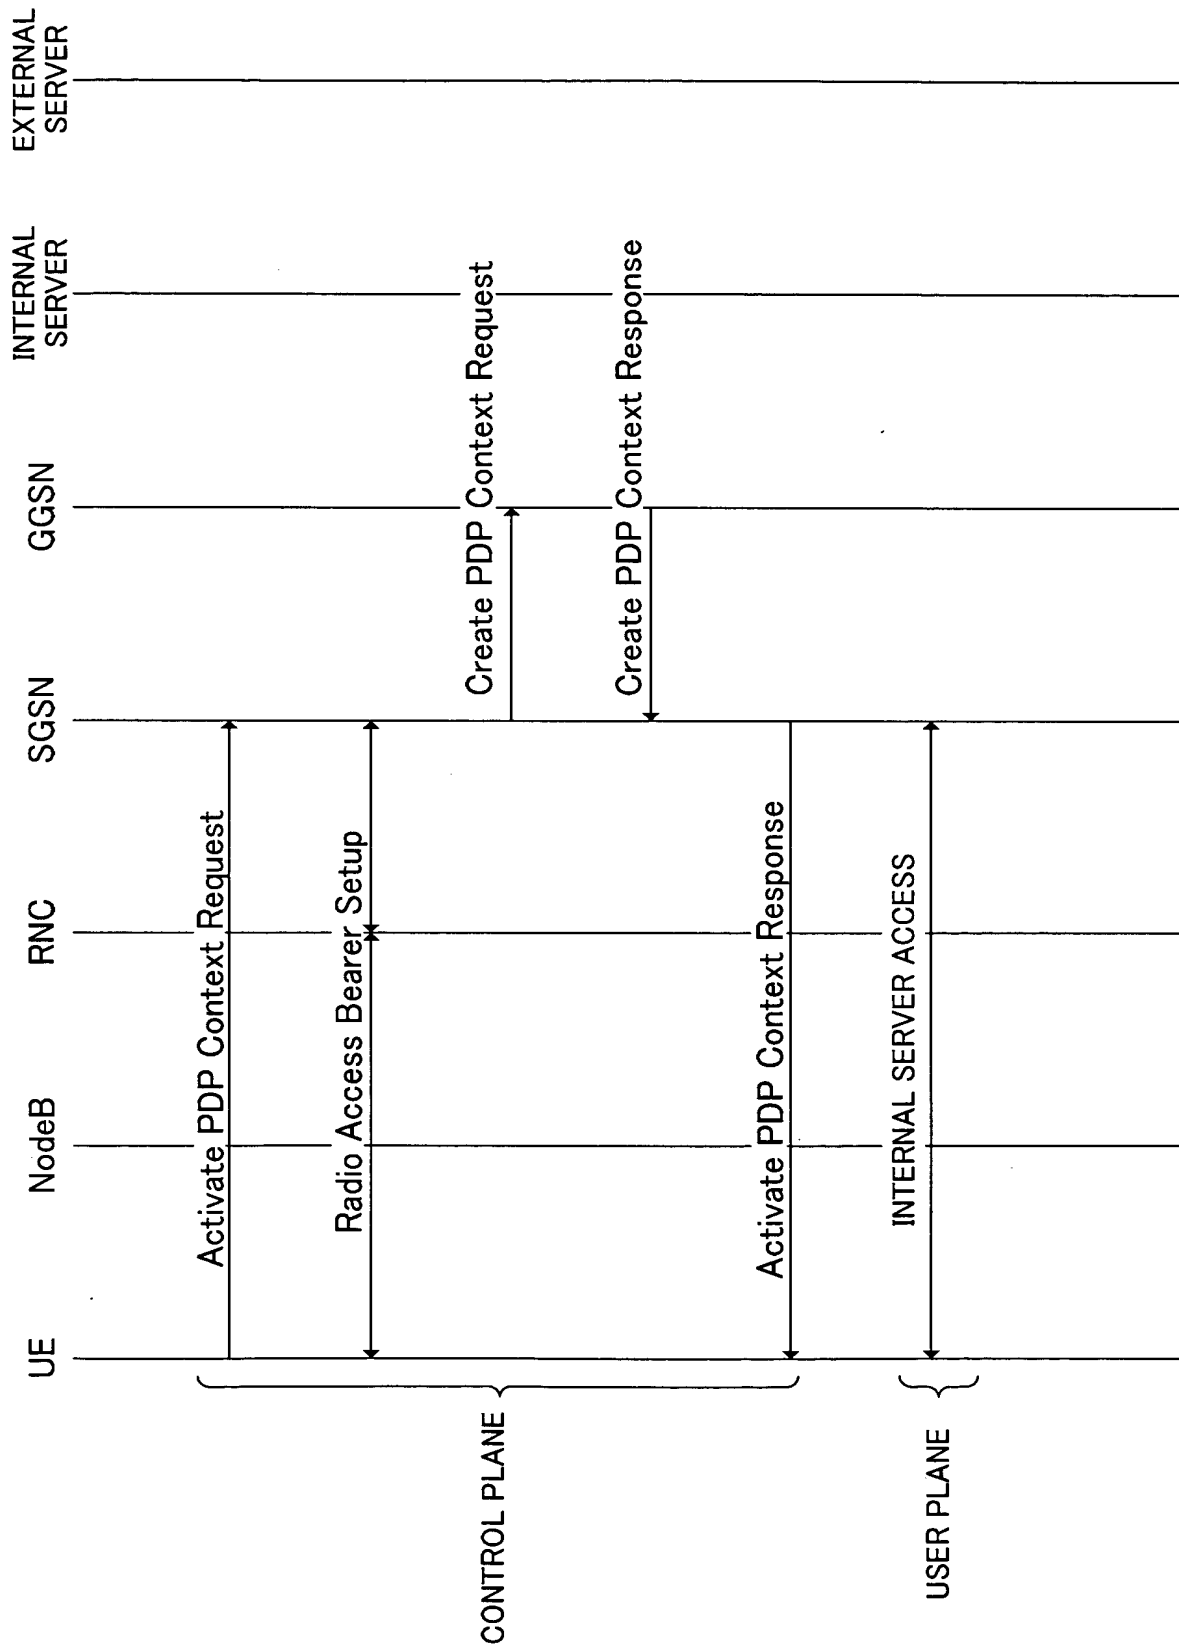 UE
NodeB
RNC
SGSN
GGSN
INTERNAL
SERVER
EXTERNAL
SERVER
CONTROL PLANE
Activate PDP Context Request
Radio Access Bearer Setup
Create PDP Context Request
Create PDP Context Response
Activate PDP Context Response
USER PLANE
INTERNAL SERVER ACCESS